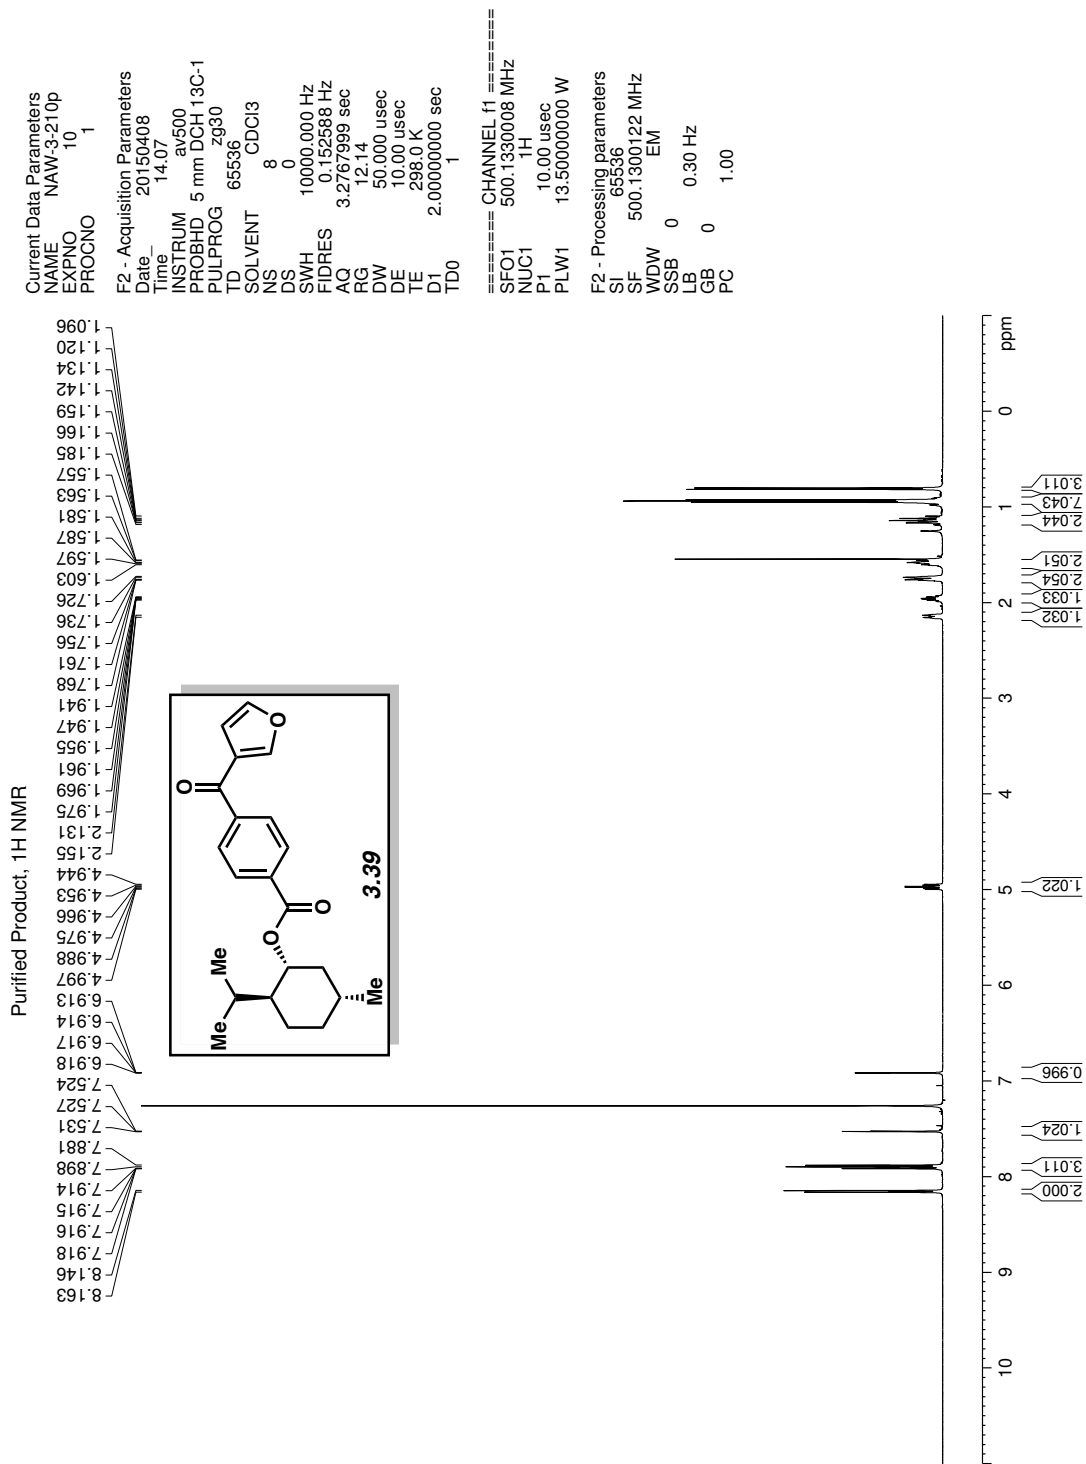 Purified Product, 1H NMR
8.163
8.146
7.918
7.916
7.915
7.914
7.898
7.881
7.531
7.527
7.524
6.918
6.917
6.914
6.913
4.997
4.988
4.975
4.966
4.953
4.944
2.155
2.131
1.975
1.969
1.961
1.955
1.947
1.941
1.768
1.761
1.756
1.736
1.726
1.603
1.597
1.587
1.581
1.563
1.557
1.185
1.166
1.159
1.142
1.134
1.120
1.096
Current Data Parameters
NAME NAW-3-210p
EXPNO 10
PROCNO 1
F2 - Acquisition Parameters
Date_ 20150408
Time 14.07
INSTRUM av500
PROBHD 5 mm DCH 13C-1
PULPROG zg30
TD 65536
SOLVENT CDCl3
NS 8
DS 0
SWH 10000.000 Hz
FIDRES 0.152588 Hz
AQ 3.2767999 sec
RG 12.14
DW 50.000 usec
DE 10.00 usec
TE 298.0 K
D1 2.00000000 sec
TD0 1
======== CHANNEL f1 ========
SFO1 500.1330008 MHz
NUC1 1H
P1 10.00 usec
PLW1 13.50000000 W
F2 - Processing parameters
SI 65536
SF 500.1300122 MHz
WDW EM
SSB 0
LB 0.30 Hz
GB 0
PC 1.00
Me
Me
O
O
O
O
Me
3.39
10 9 8 7 6 5 4 3 2 1 0 ppm
2.000
3.011
1.024
0.996
1.022
1.032
1.033
2.054
2.051
2.044
7.043
3.011